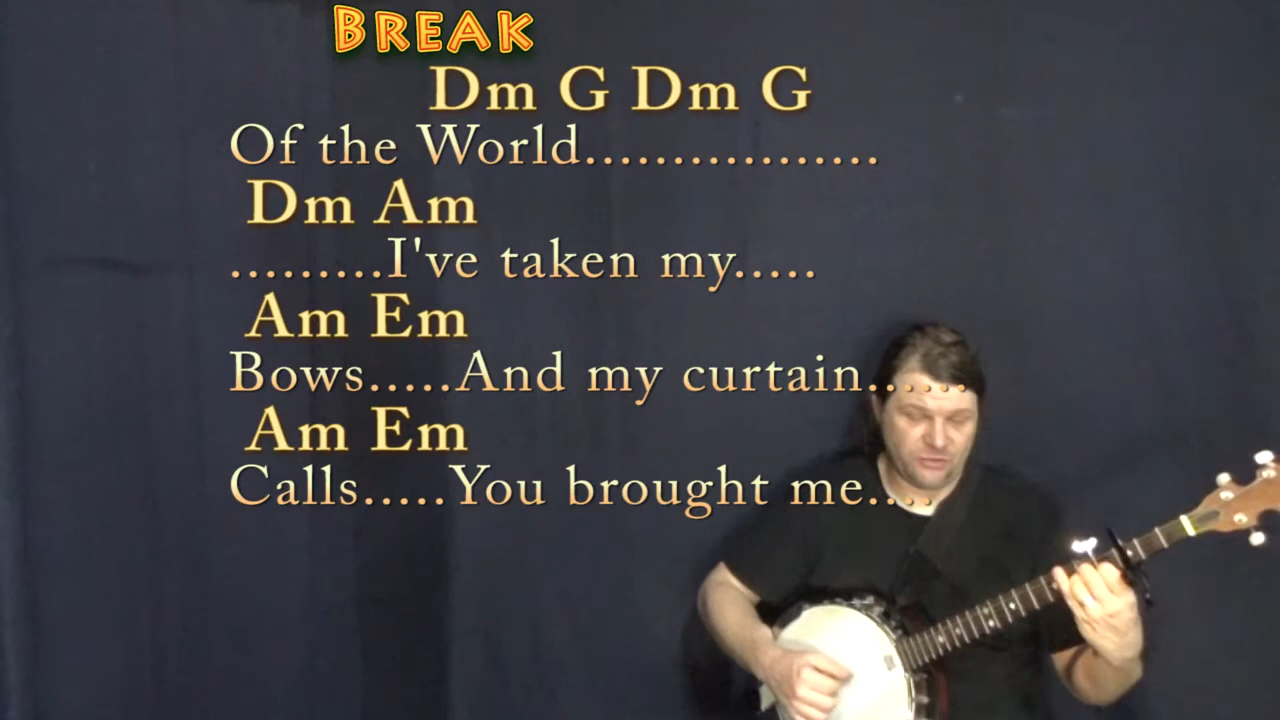 BREAK
Dm G Dm G
Of the World.................
Dm Am
.........I've taken my.....
Am Em
Bows.....And my curtain......
Am Em
Calls.....You brought me....